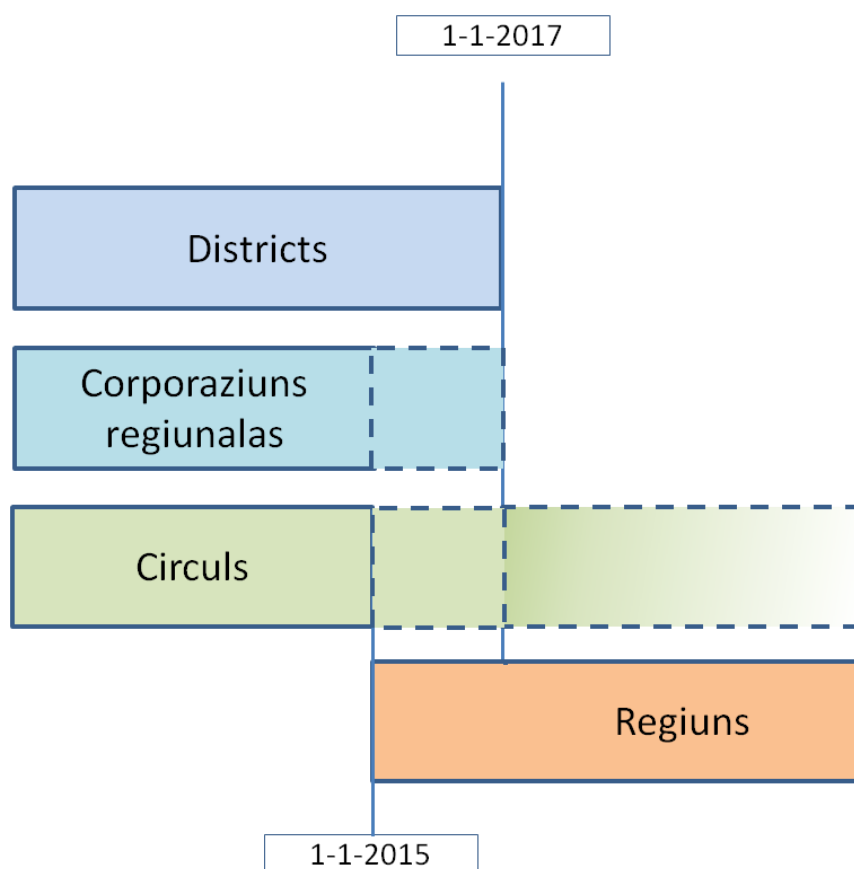 1-1-2017
Districts
Corporaziuns
regiunalas
Circuls
Regiuns
1-1-2015